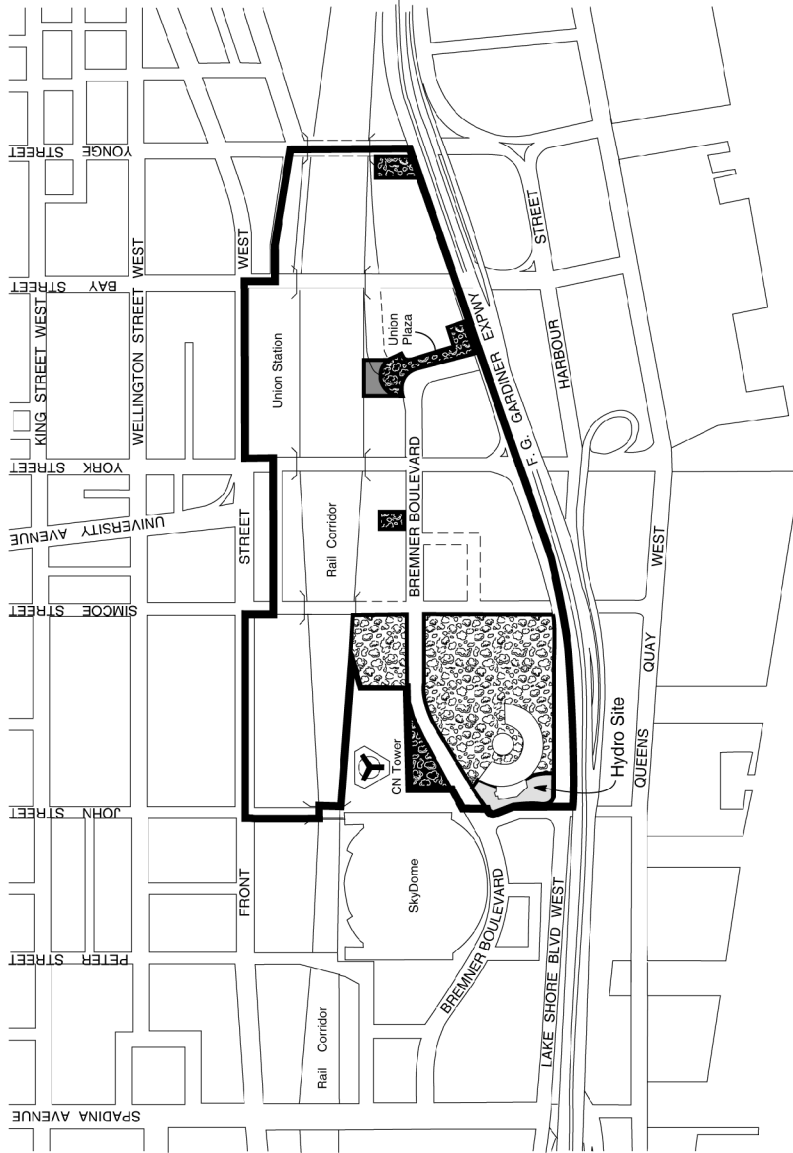 SPADINA AVENUE
PETER
STREET
JOHN
STREET
SIMCOE
STREET
UNIVERSITY AVENUE
YORK
STREET
BAY
STREET
YONGE
STREET
KING STREET WEST
WELLINGTON STREET WEST
FRONT
STREET
WEST
Rail Corridor
Rail Corridor
Union Station
SkyDome
CN Tower
Union
Plaza
BREMNER BOULEVARD
BREMNER BOULEVARD
LAKE SHORE BLVD WEST
F. G. GARDINER EXPWY
HARBOUR
STREET
Hydro Site
QUEENS
QUAY
WEST